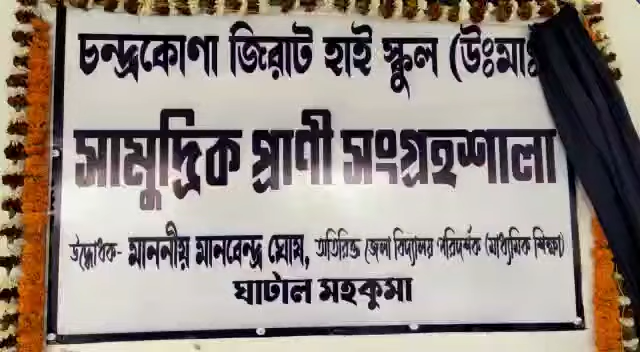 চন্দ্রকোণা জিরাট হাই স্কুল (উঃমাঃ
সামুদ্রিক প্রাণী সংগ্রহশালা
উদ্বোধক- মাননীয় মানবেন্দ্র ঘোষ, অতিরিক্ত জেলা বিদ্যালয় পরিদর্শক (মাধ্যমিক শিক্ষা)
ঘাটাল মহকুমা